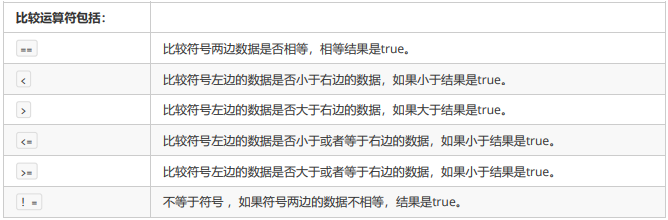 比较运算符包括：
== 比较符号两边数据是否相等，相等结果是true。
< 比较符号左边的数据是否小于右边的数据，如果小于结果是true。
> 比较符号左边的数据是否大于右边的数据，如果大于结果是true。
<= 比较符号左边的数据是否小于或者等于右边的数据，如果小于结果是true。
>= 比较符号左边的数据是否大于或者等于右边的数据，如果小于结果是true。
! = 不等于符号 ，如果符号两边的数据不相等，结果是true。